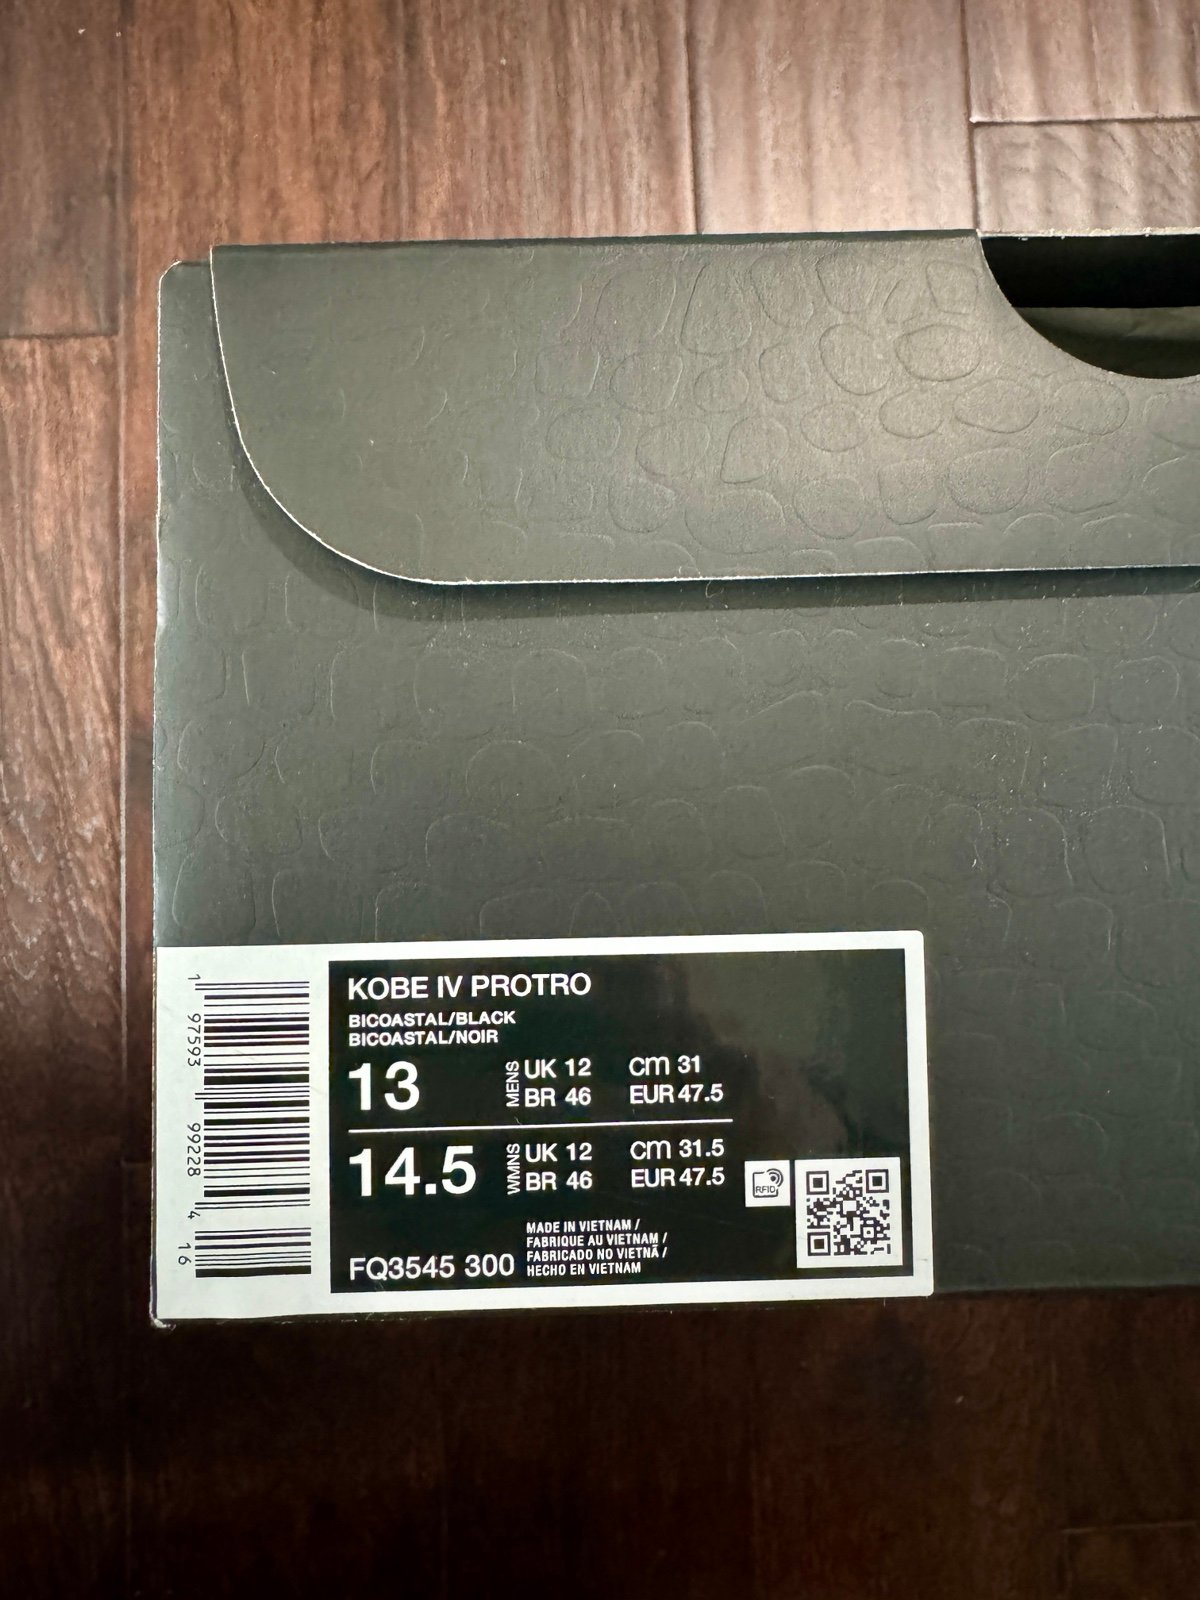 KOBE IV PROTRO
BICOASTAL/BLACK
BICOASTAL/NOIR
13 MENS UK 12 cm 31
BR 46 EUR 47.5
14.5 WMNS UK 12 cm 31.5
BR 46 EUR 47.5
RFID
MADE IN VIETNAM /
FABRIQUE AU VIETNAM /
FABRICADO NO VIETNÃ /
HECHO EN VIETNAM
FQ3545 300
1 97593 99228 4 16